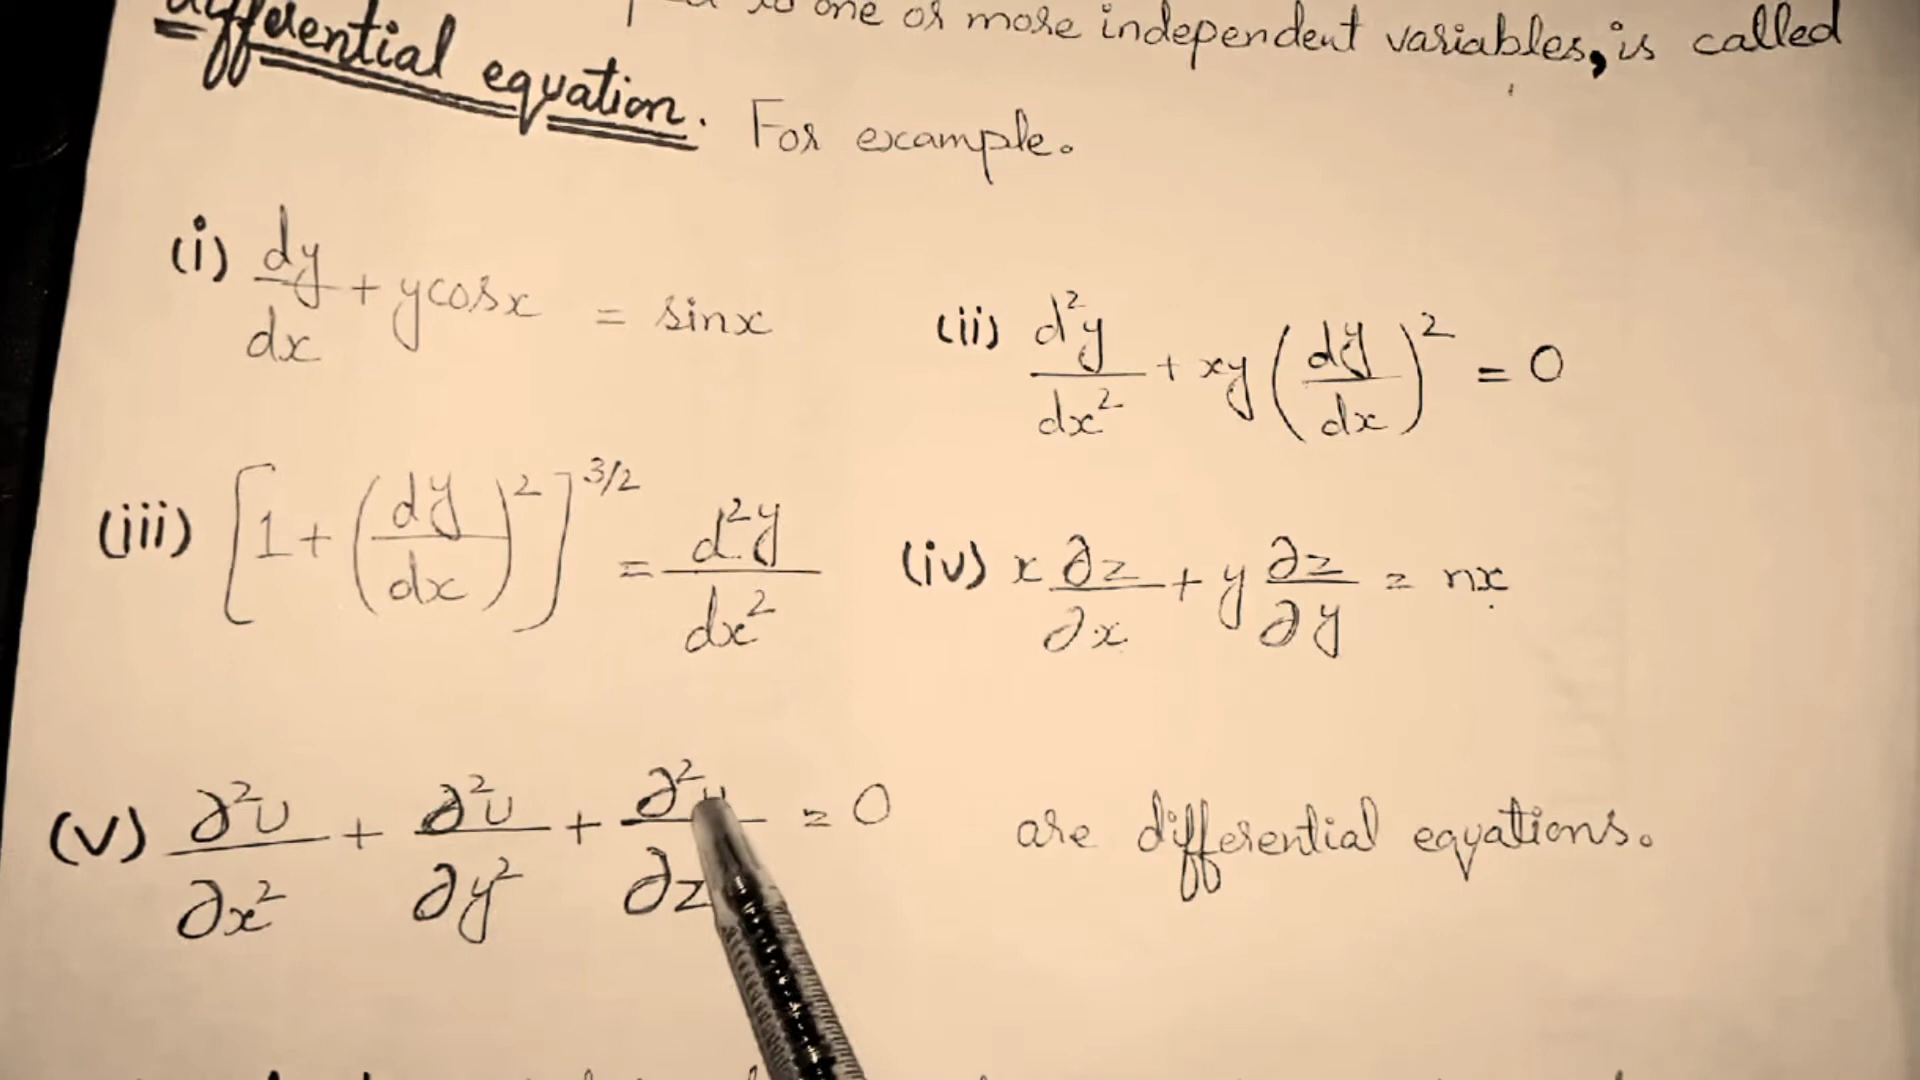 to one or more independent variables, is called
differential equation. For example.
(i) dy/dx + y cosx = sinx
(ii) d²y/dx² + xy (dy/dx)² = 0
(iii) [1 + (dy/dx)²]^3/2 = d²y/dx²
(iv) x ∂z/∂x + y ∂z/∂y = nx
(v) ∂²U/∂x² + ∂²U/∂y² + ∂²U/∂z = 0
are differential equations.